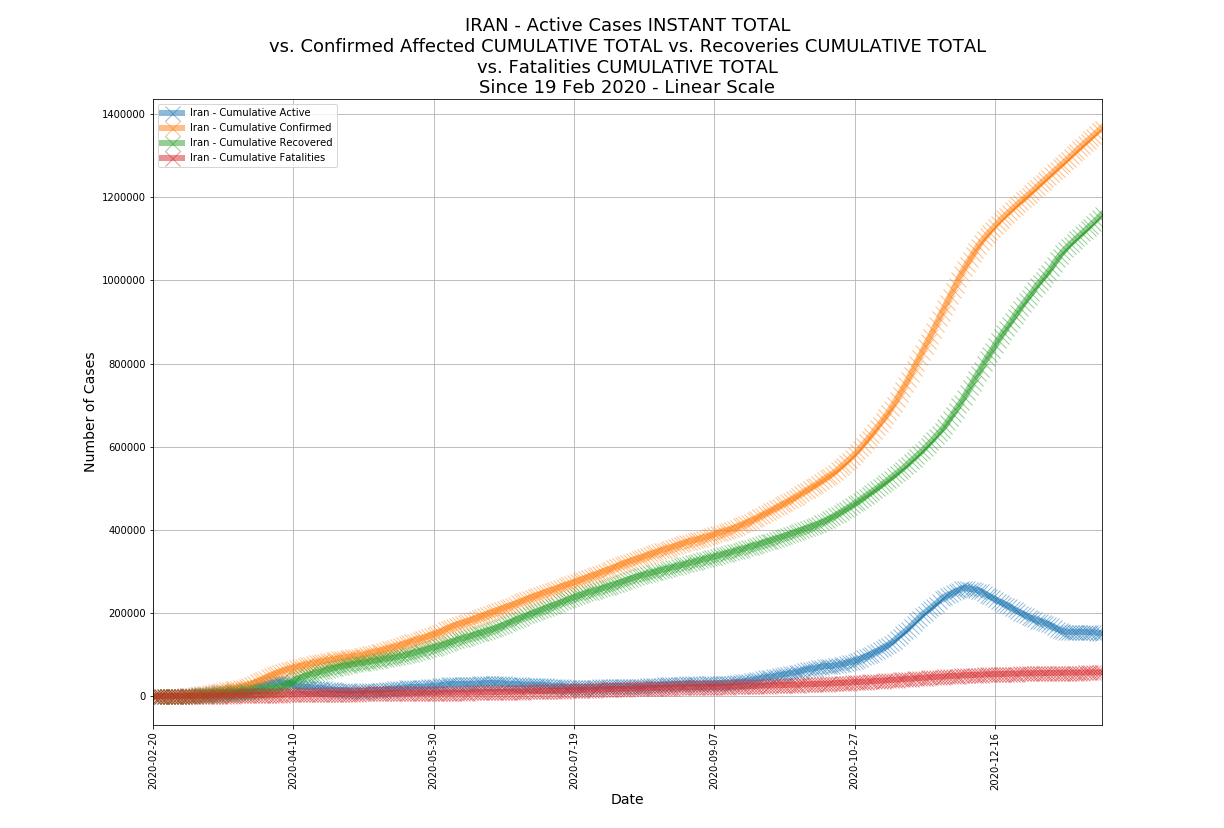 IRAN - Active Cases INSTANT TOTAL
vs. Confirmed Affected CUMULATIVE TOTAL vs. Recoveries CUMULATIVE TOTAL
vs. Fatalities CUMULATIVE TOTAL
Since 19 Feb 2020 - Linear Scale
Iran - Cumulative Active
Iran - Cumulative Confirmed
Iran - Cumulative Recovered
Iran - Cumulative Fatalities
1400000
1200000
1000000
800000
600000
400000
200000
0
Number of Cases
2020-02-20
2020-04-10
2020-05-30
2020-07-19
2020-09-07
2020-10-27
2020-12-16
Date